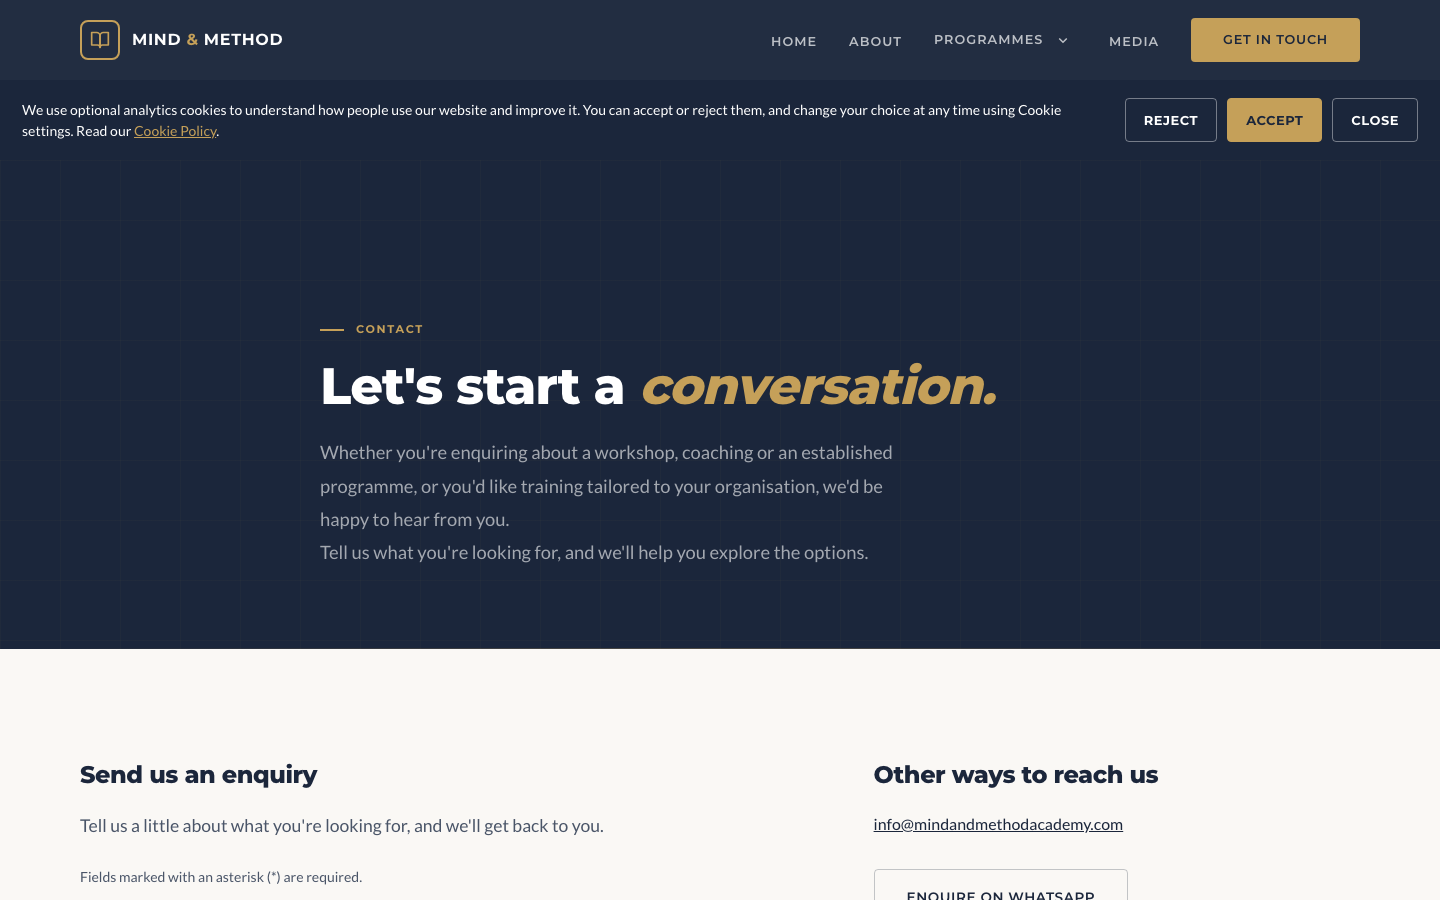 MIND & METHOD
HOME
ABOUT
PROGRAMMES
MEDIA
GET IN TOUCH
We use optional analytics cookies to understand how people use our website and improve it. You can accept or reject them, and change your choice at any time using Cookie
settings. Read our Cookie Policy.
REJECT
ACCEPT
CLOSE
CONTACT
Let's start a conversation.
Whether you're enquiring about a workshop, coaching or an established
programme, or you'd like training tailored to your organisation, we'd be
happy to hear from you.
Tell us what you're looking for, and we'll help you explore the options.
Send us an enquiry
Tell us a little about what you're looking for, and we'll get back to you.
Fields marked with an asterisk (*) are required.
Other ways to reach us
info@mindandmethodacademy.com
ENQUIRE ON WHATSAPP